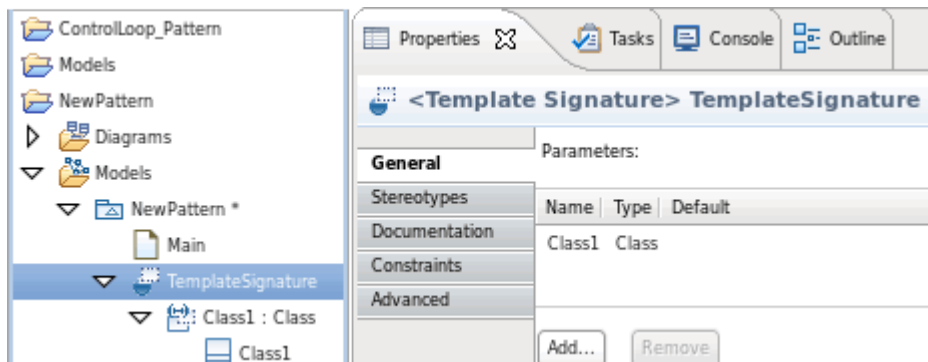 ControlLoop_Pattern
Models
NewPattern
Diagrams
Models
NewPattern *
Main
TemplateSignature
Class1 : Class
Class1
Properties Tasks Console Outline
<Template Signature> TemplateSignature
General
Stereotypes
Documentation
Constraints
Advanced
Parameters:
Name Type Default
Class1 Class
Add... Remove